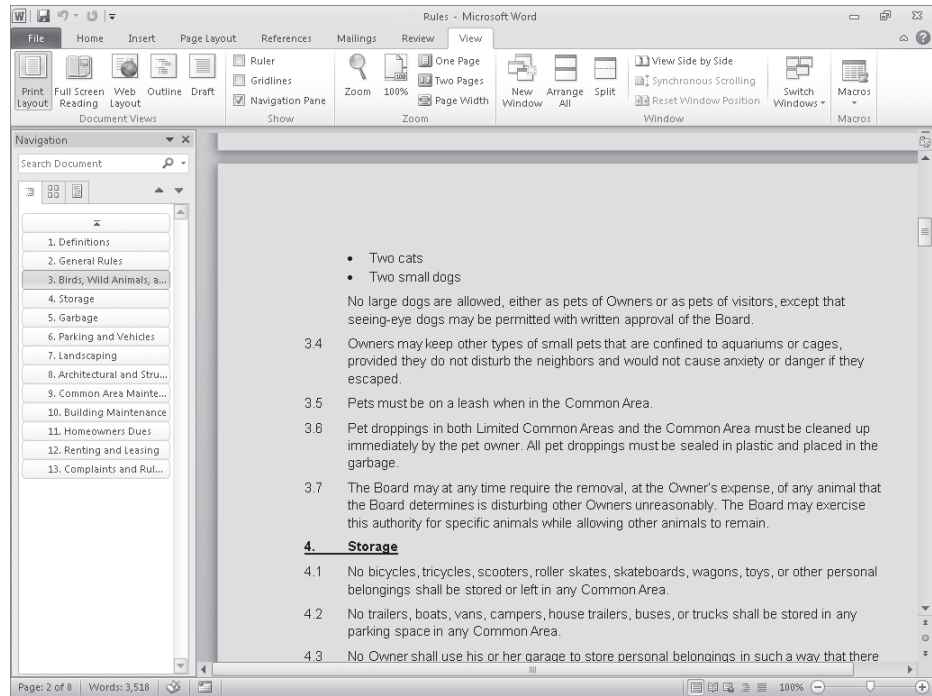 Rules - Microsoft Word
File Home Insert Page Layout References Mailings Review View
Print Layout
Full Screen Reading
Web Layout
Outline
Draft
Document Views
Ruler
Gridlines
Navigation Pane
Show
Zoom
100%
One Page
Two Pages
Page Width
Zoom
New Window
Arrange All
Split
View Side by Side
Synchronous Scrolling
Reset Window Position
Window
Switch Windows
Macros
Macros
Navigation
Search Document
1. Definitions
2. General Rules
3. Birds, Wild Animals, a...
4. Storage
5. Garbage
6. Parking and Vehicles
7. Landscaping
8. Architectural and Stru...
9. Common Area Mainte...
10. Building Maintenance
11. Homeowners Dues
12. Renting and Leasing
13. Complaints and Rul...
• Two cats
• Two small dogs
No large dogs are allowed, either as pets of Owners or as pets of visitors, except that
seeing-eye dogs may be permitted with written approval of the Board.
3.4 Owners may keep other types of small pets that are confined to aquariums or cages,
provided they do not disturb the neighbors and would not cause anxiety or danger if they
escaped.
3.5 Pets must be on a leash when in the Common Area.
3.6 Pet droppings in both Limited Common Areas and the Common Area must be cleaned up
immediately by the pet owner. All pet droppings must be sealed in plastic and placed in the
garbage.
3.7 The Board may at any time require the removal, at the Owner's expense, of any animal that
the Board determines is disturbing other Owners unreasonably. The Board may exercise
this authority for specific animals while allowing other animals to remain.
4. Storage
4.1 No bicycles, tricycles, scooters, roller skates, skateboards, wagons, toys, or other personal
belongings shall be stored or left in any Common Area.
4.2 No trailers, boats, vans, campers, house trailers, buses, or trucks shall be stored in any
parking space in any Common Area.
4.3 No Owner shall use his or her garage to store personal belongings in such a way that there
Page: 2 of 8 Words: 3,518 100%